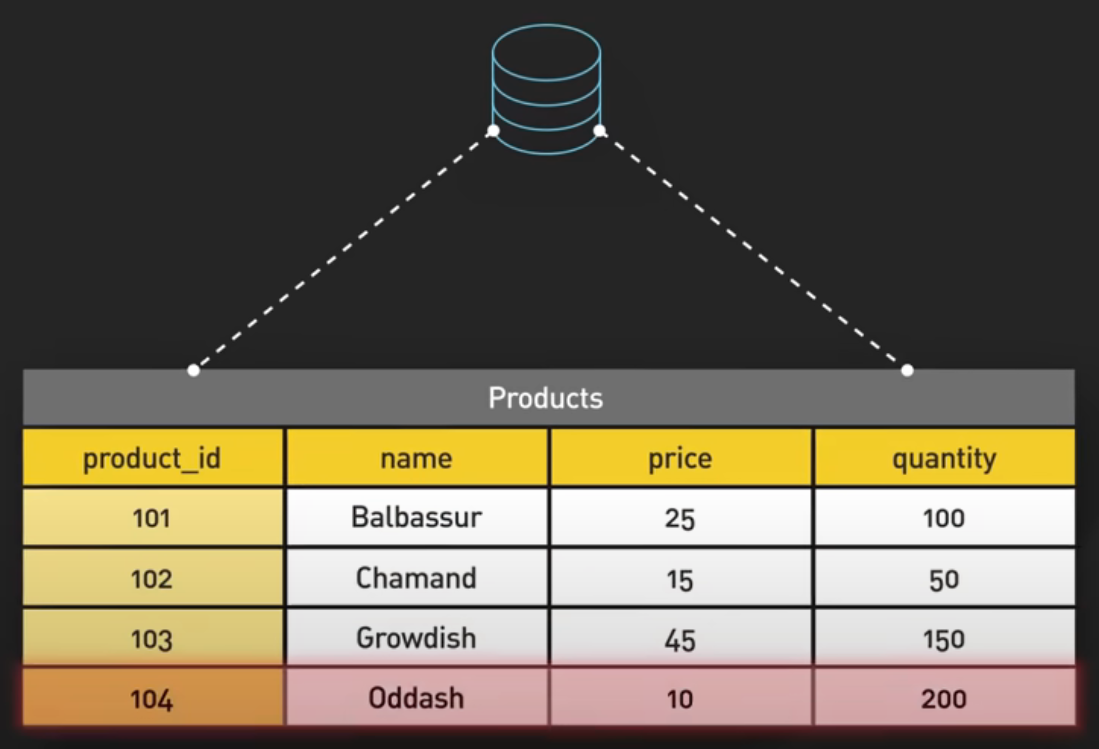 Products
product_id name price quantity
101 Balbassur 25 100
102 Chamand 15 50
103 Growdish 45 150
104 Oddash 10 200